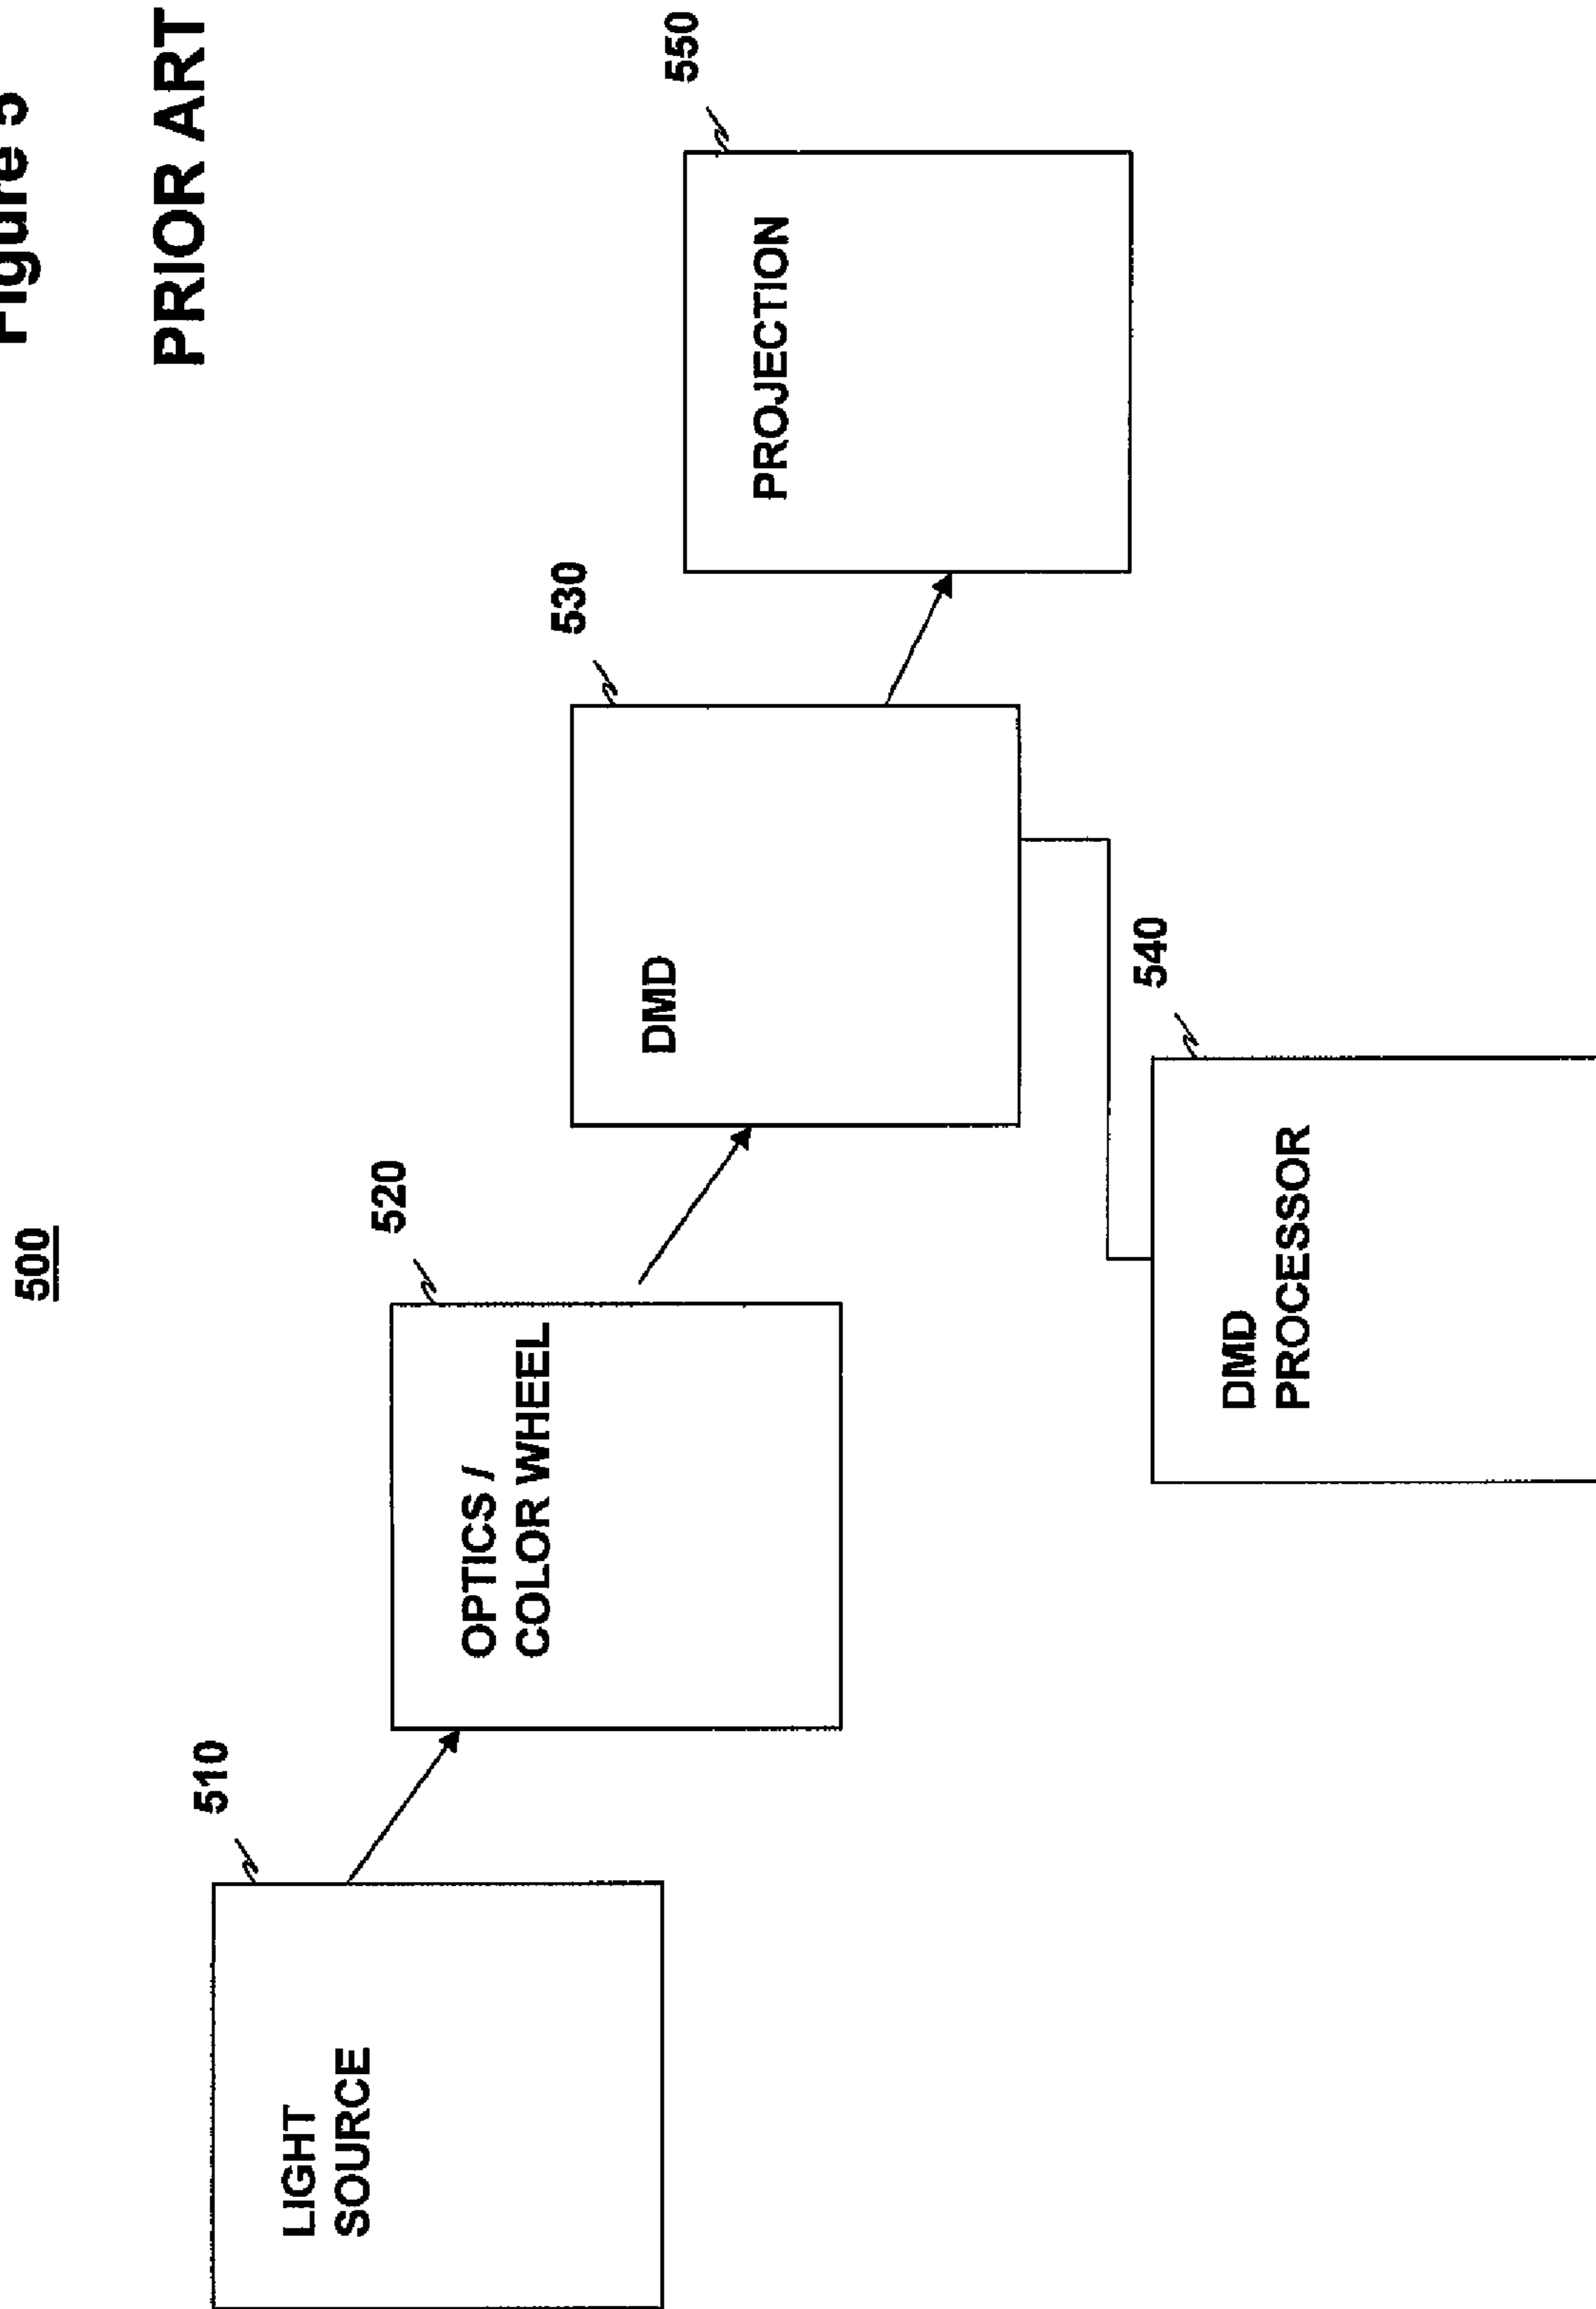 Figure 5
PRIOR ART
500
510
LIGHT
SOURCE
520
OPTICS /
COLOR WHEEL
530
DMD
540
DMD
PROCESSOR
550
PROJECTION